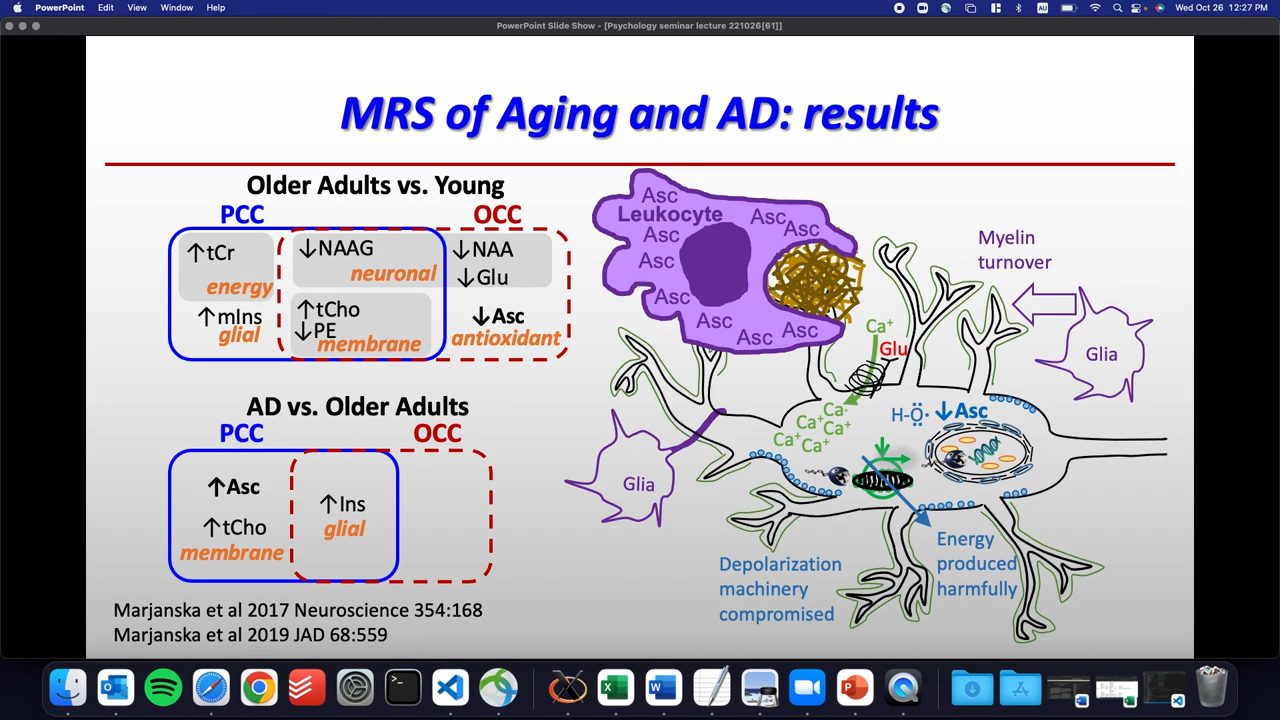 PowerPoint Edit View Window Help
AU
Wed Oct 26 12:27 PM
PowerPoint Slide Show - [Psychology seminar lecture 221026[61]]
MRS of Aging and AD: results
Older Adults vs. Young
PCC
OCC
↑tCr
energy
↑mIns
glial
↓NAAG
neuronal
↑tCho
↓PE
membrane
↓NAA
↓Glu
↓Asc
antioxidant
AD vs. Older Adults
PCC
OCC
↑Asc
↑tCho
membrane
↑Ins
glial
Marjanska et al 2017 Neuroscience 354:168
Marjanska et al 2019 JAD 68:559
Asc
Leukocyte
Asc
Asc
Asc
Asc
Asc
Asc
Asc
Asc
Myelin
turnover
Glia
Ca⁺
Glu
Ca⁺
Ca⁺
Ca⁺
Ca⁺
Ca⁺
H-Ö·
↓Asc
Glia
Depolarization
machinery
compromised
Energy
produced
harmfully